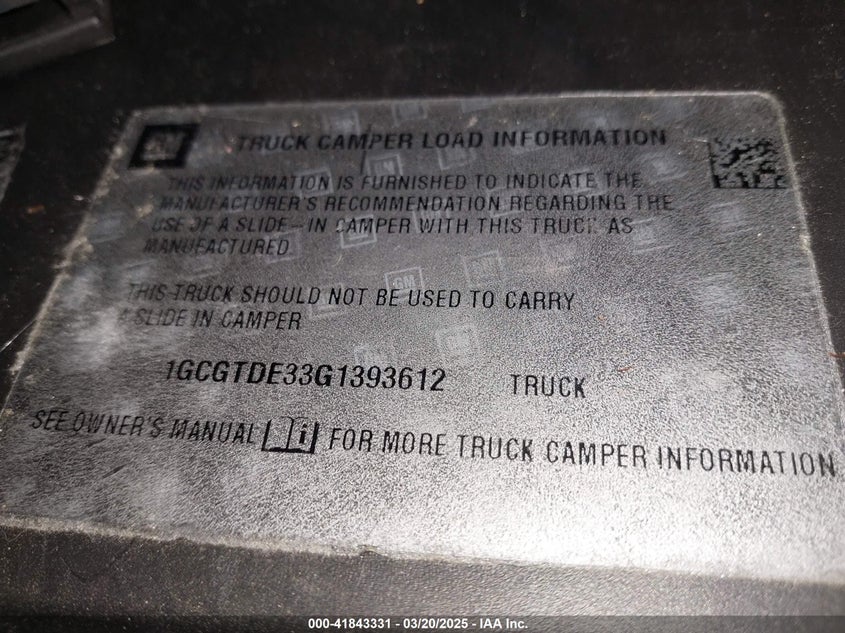 GM TRUCK CAMPER LOAD INFORMATION
THIS INFORMATION IS FURNISHED TO INDICATE THE
MANUFACTURER'S RECOMMENDATION REGARDING THE
USE OF A SLIDE-IN CAMPER WITH THIS TRUCK AS
MANUFACTURED
THIS TRUCK SHOULD NOT BE USED TO CARRY
A SLIDE IN CAMPER
1GCGTDE33G1393612 TRUCK
SEE OWNER'S MANUAL i FOR MORE TRUCK CAMPER INFORMATION
000-41843331 - 03/20/2025 - IAA Inc.